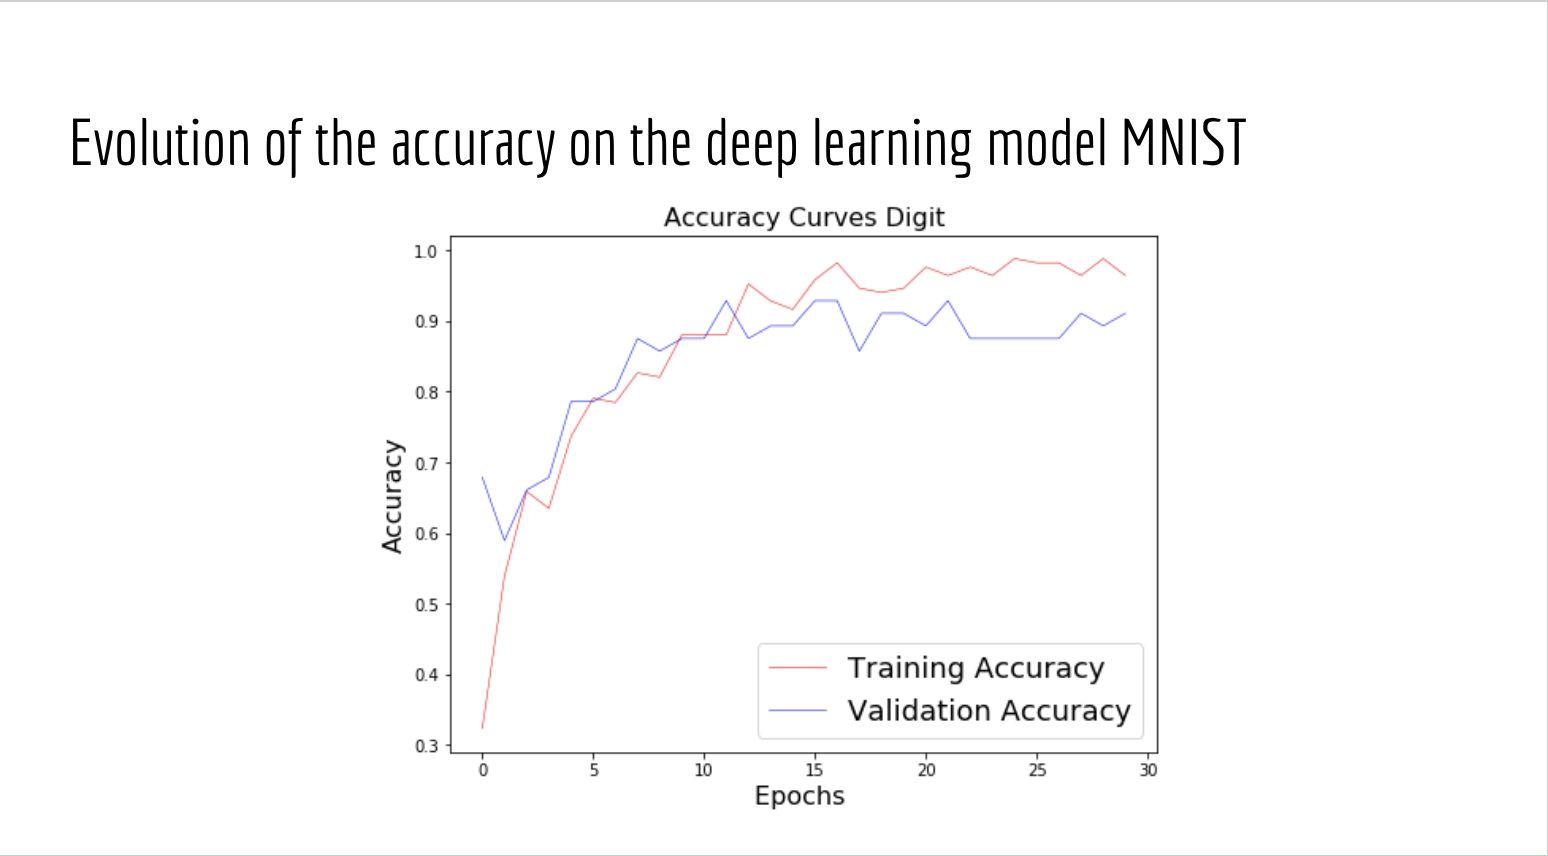 Evolution of the accuracy on the deep learning model MNIST
Accuracy Curves Digit
1.0
0.9
0.8
0.7
0.6
0.5
0.4
0.3
Accuracy
Training Accuracy
Validation Accuracy
0 5 10 15 20 25 30
Epochs